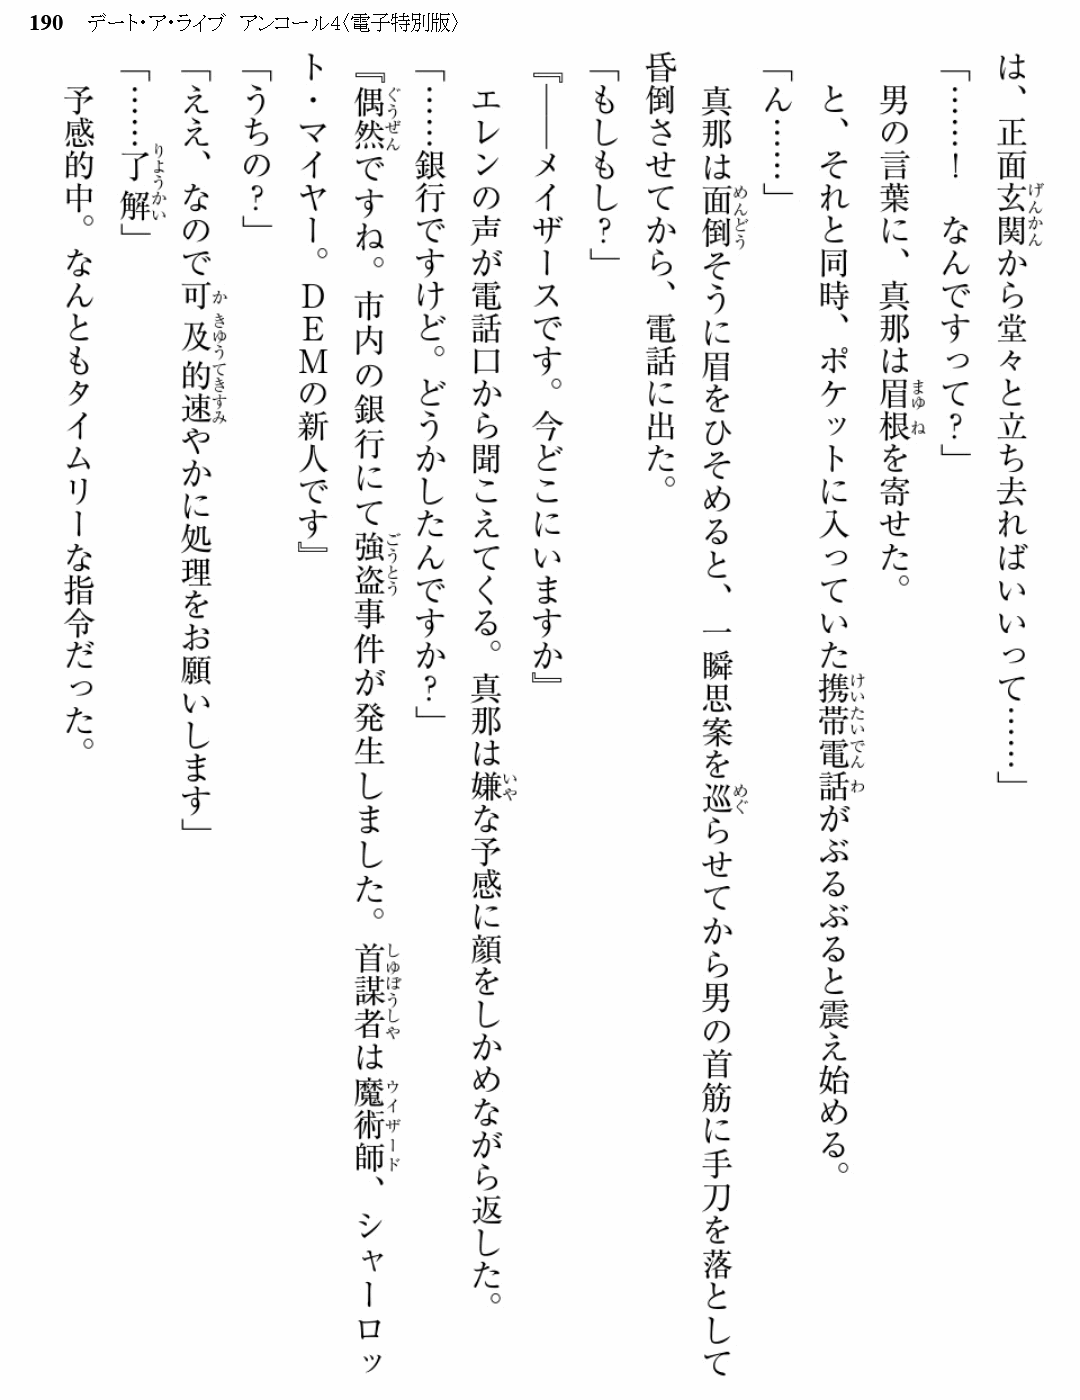 190 デート・ア・ライブ アンコール4〈電子特別版〉
は、正面玄関から堂々と立ち去ればいいって……」
「……！　なんですって？」
　男の言葉に、真那は眉根を寄せた。
　と、それと同時、ポケットに入っていた携帯電話がぶるぶると震え始める。
「ん……」
　真那は面倒そうに眉をひそめると、一瞬思案を巡らせてから男の首筋に手刀を落として
昏倒させてから、電話に出た。
「もしもし？」
『――メイザースです。今どこにいますか』
　エレンの声が電話口から聞こえてくる。真那は嫌な予感に顔をしかめながら返した。
「……銀行ですけど。どうかしたんですか？」
『偶然ですね。市内の銀行にて強盗事件が発生しました。首謀者は魔術師、シャーロッ
ト・マイヤー。ＤＥＭの新人です』
「うちの？」
「ええ、なので可及的速やかに処理をお願いします」
「……了解」
　予感的中。なんともタイムリーな指令だった。